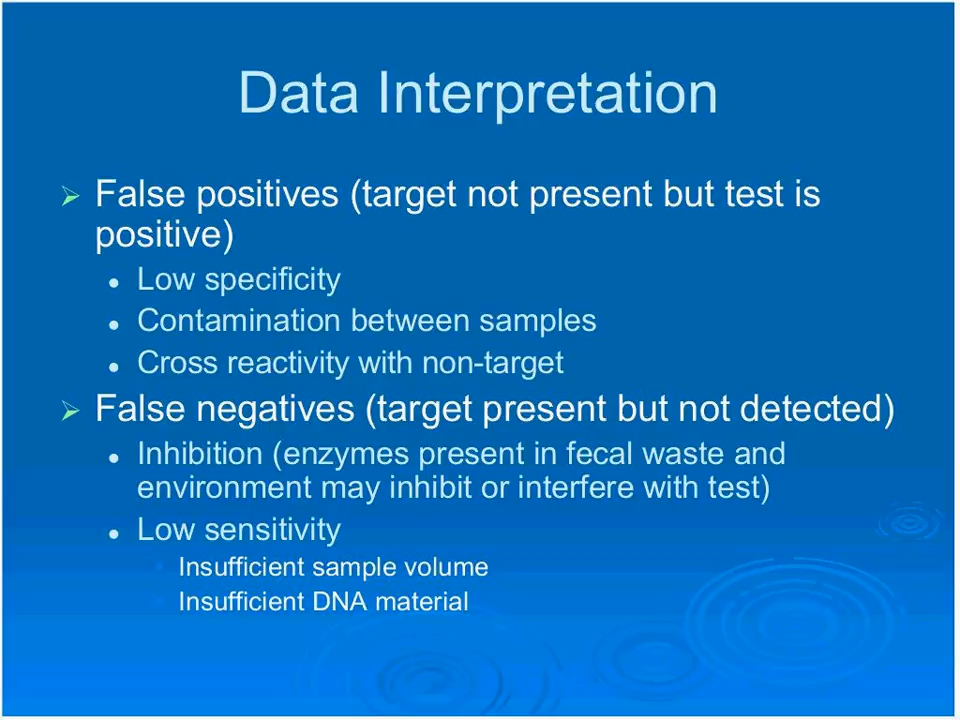 Data Interpretation
False positives (target not present but test is
positive)
Low specificity
Contamination between samples
Cross reactivity with non-target
False negatives (target present but not detected)
Inhibition (enzymes present in fecal waste and
environment may inhibit or interfere with test)
Low sensitivity
Insufficient sample volume
Insufficient DNA material